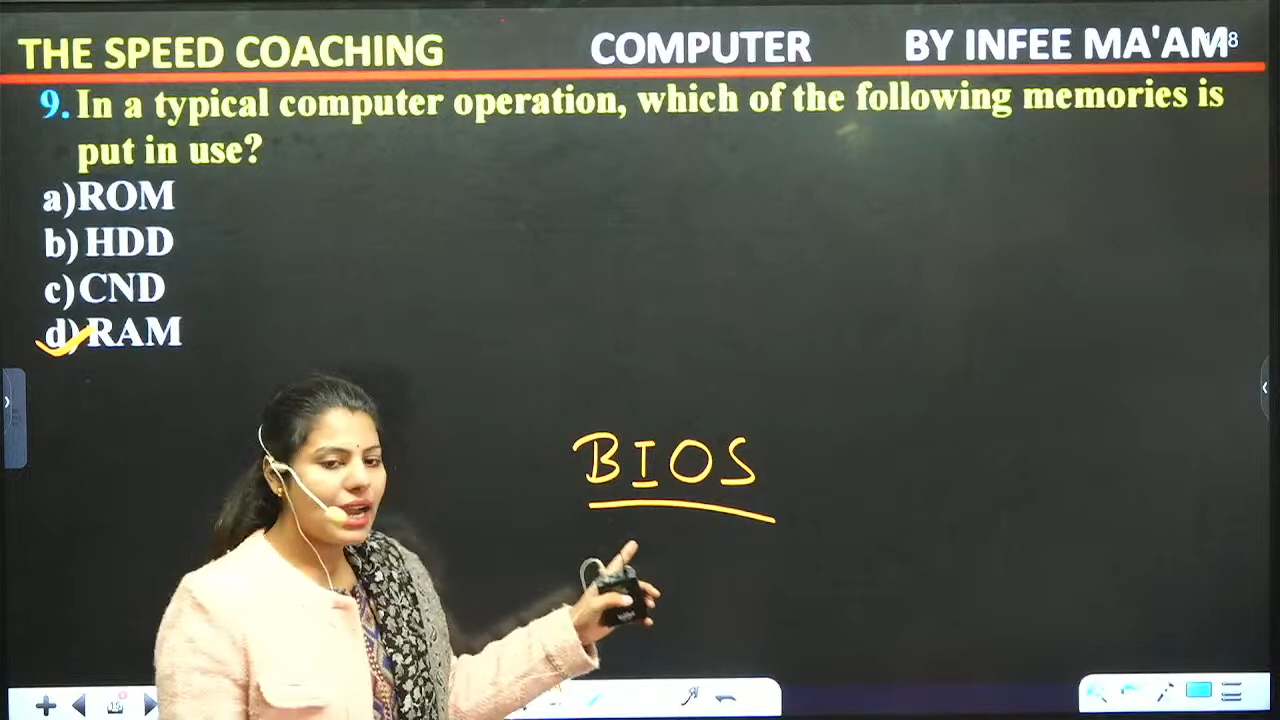 THE SPEED COACHING COMPUTER BY INFEE MA'AM
9. In a typical computer operation, which of the following memories is
put in use?
a) ROM
b) HDD
c) CND
d) RAM
BIOS